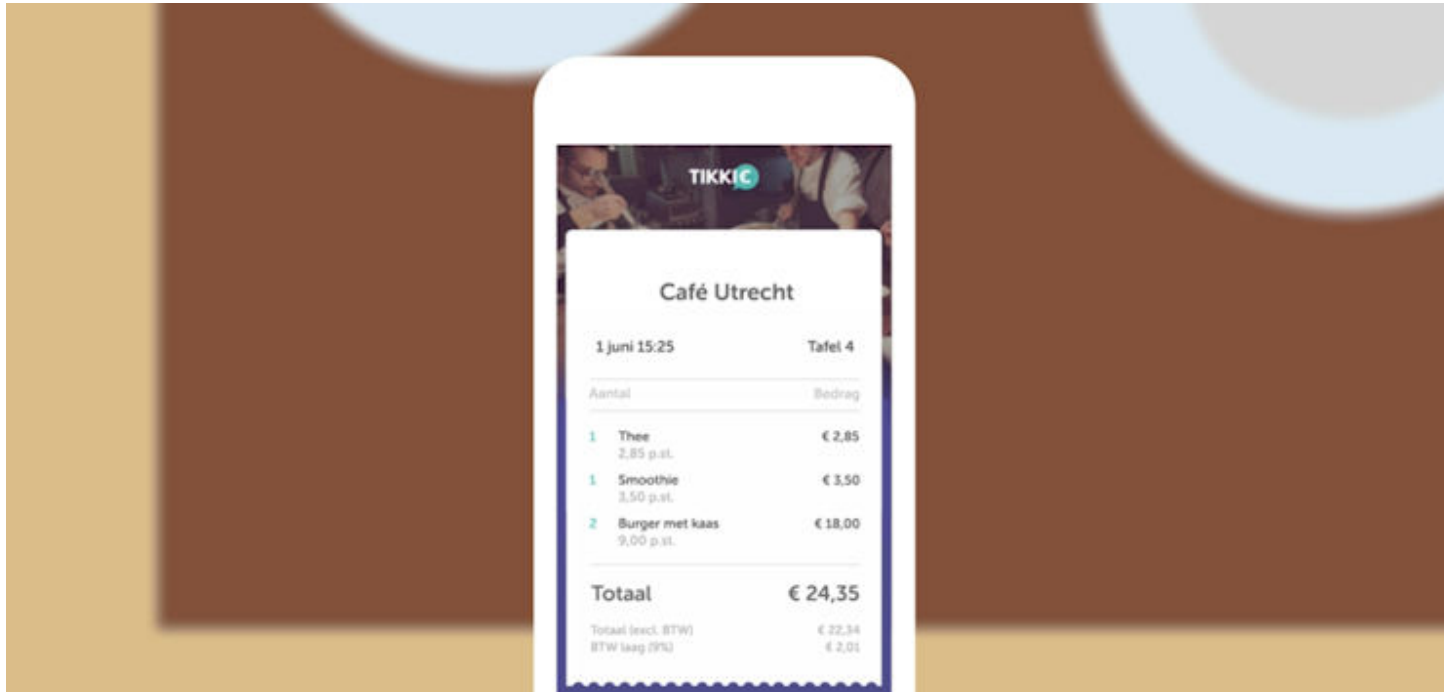 TIKKIE
Café Utrecht
1 juni 15:25 Tafel 4
Aantal Bedrag
1 Thee € 2,85
2,85 p.st.
1 Smoothie € 3,50
3,50 p.st.
2 Burger met kaas € 18,00
9,00 p.st.
Totaal € 24,35
Totaal (excl. BTW) € 22,34
BTW laag (9%) € 2,01